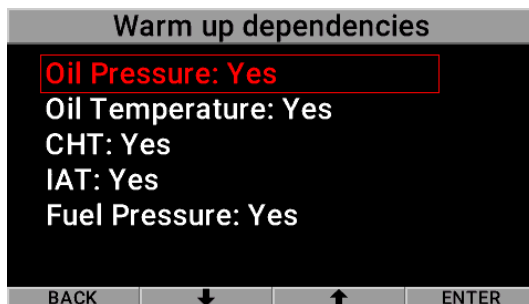 Warm up dependencies
Oil Pressure: Yes
Oil Temperature: Yes
CHT: Yes
IAT: Yes
Fuel Pressure: Yes
BACK ENTER